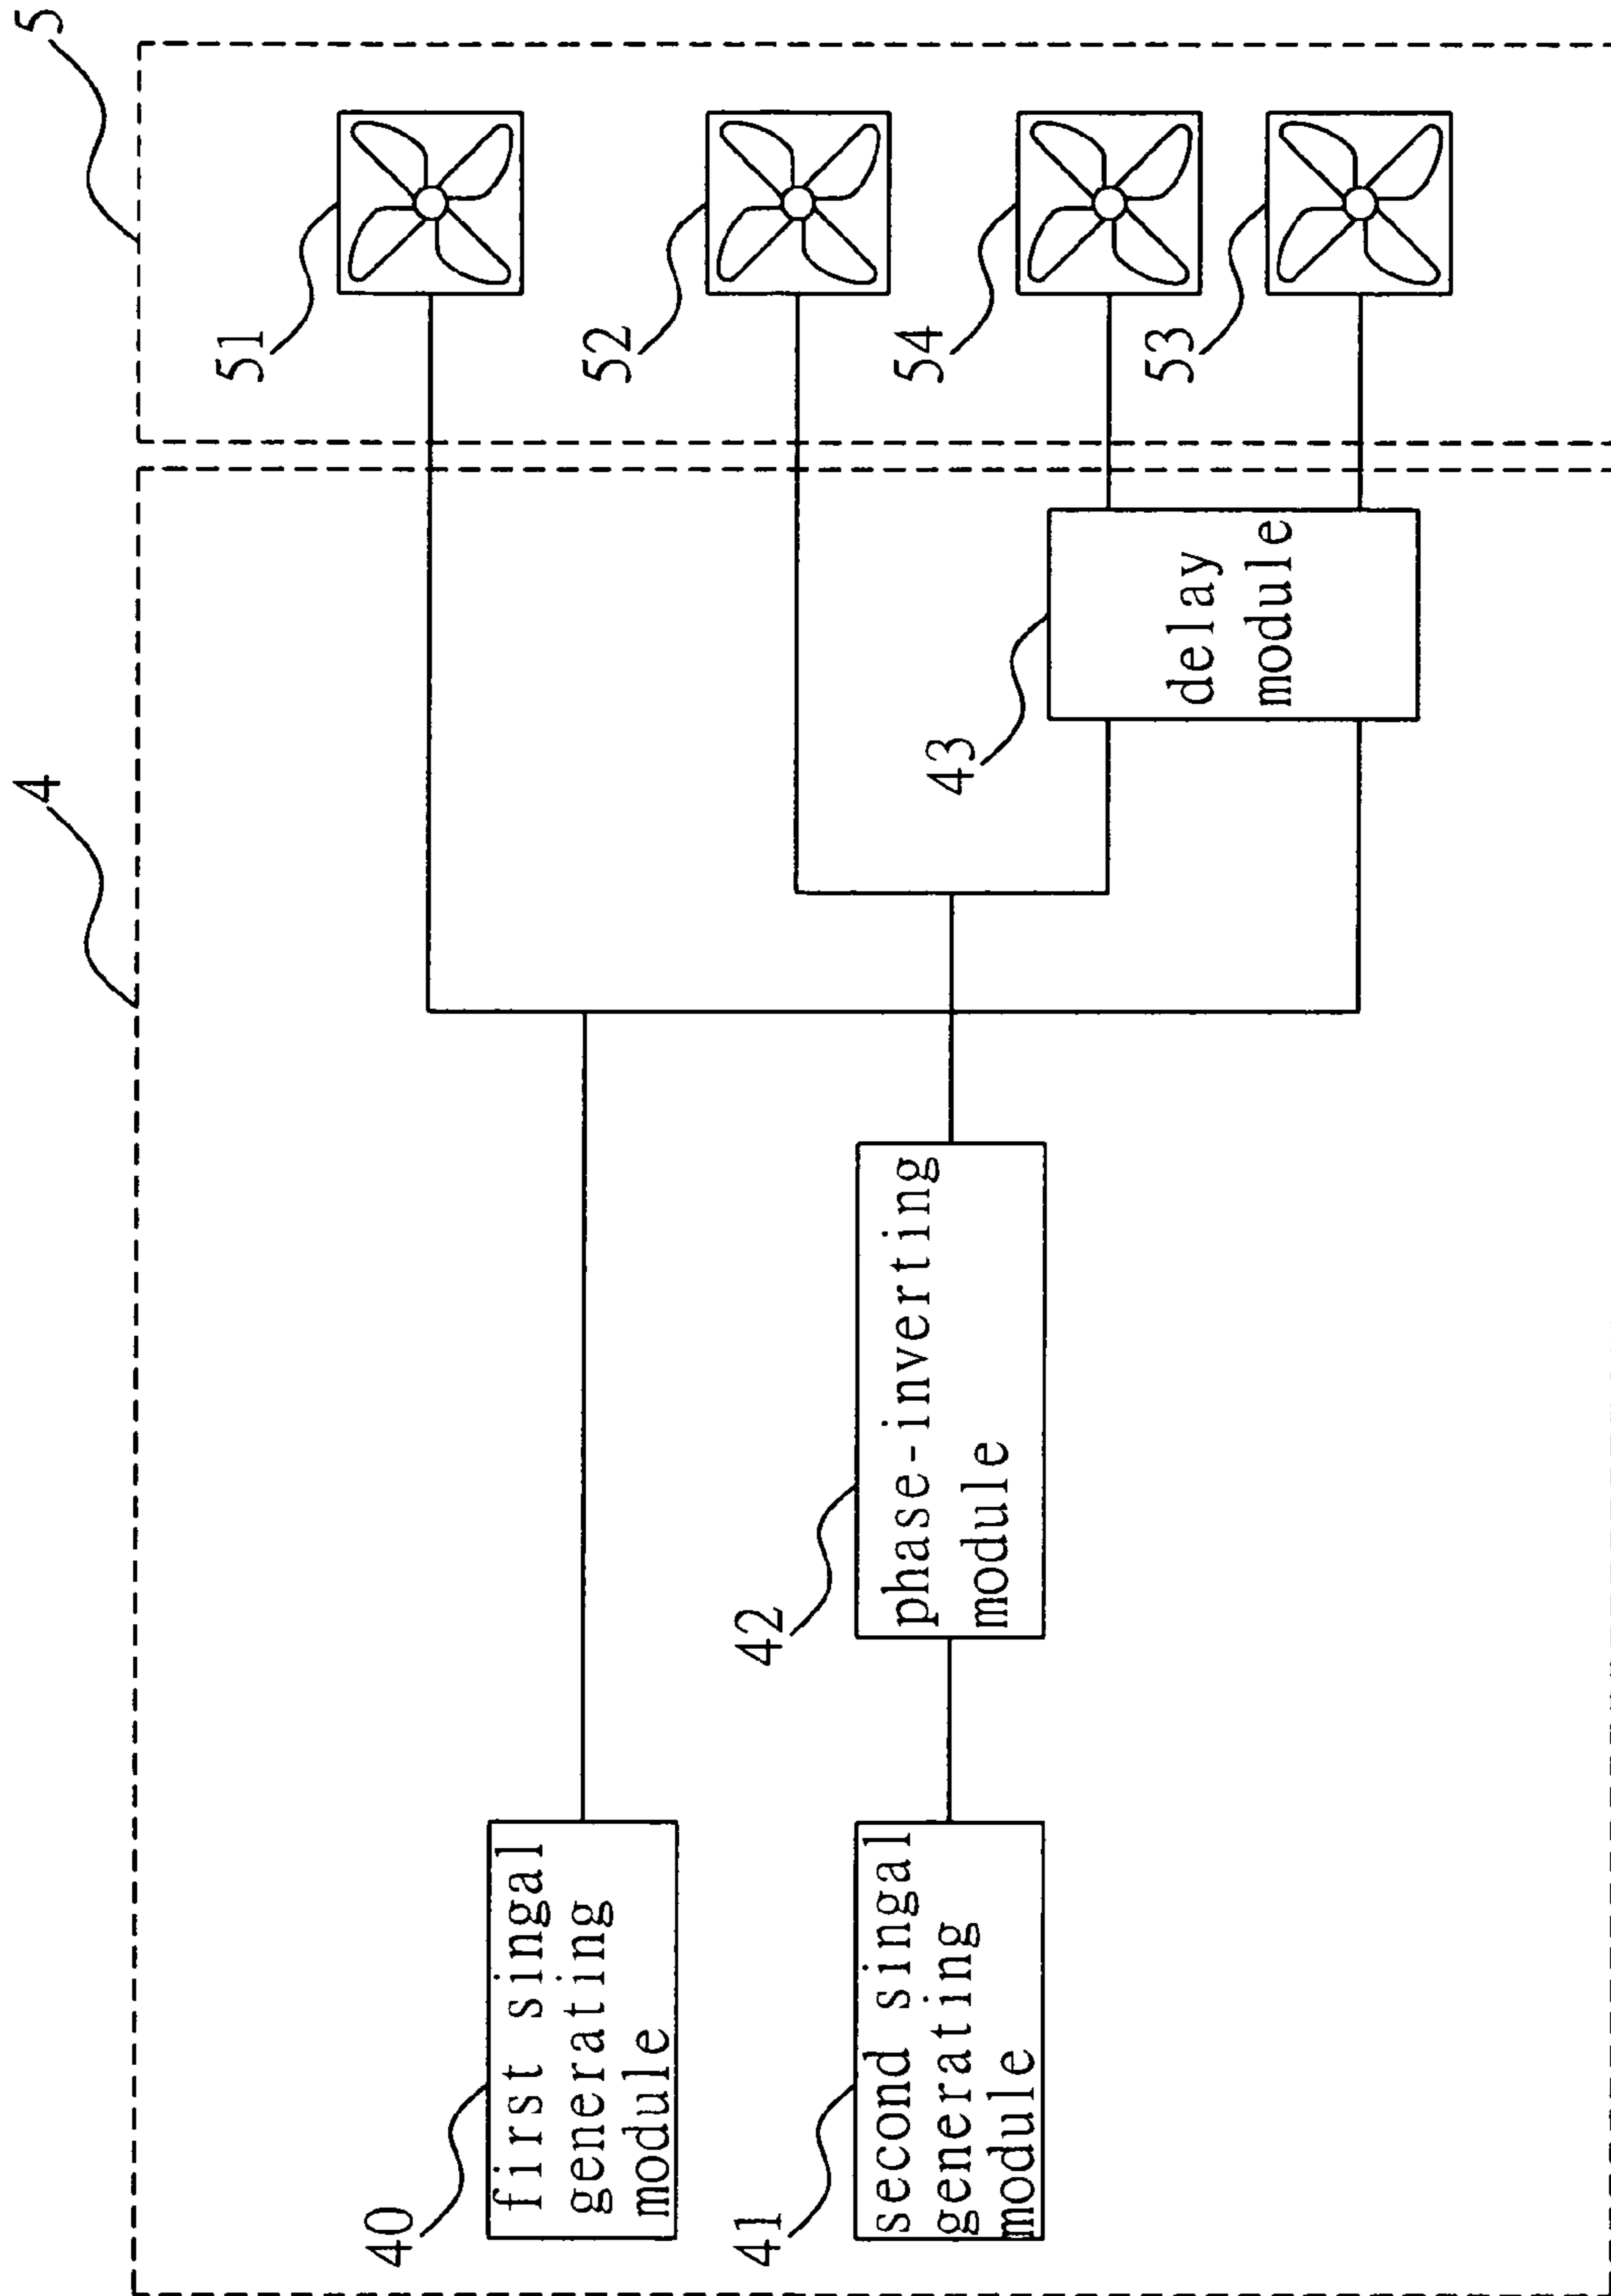 4
5
40
first singal
generating
module
41
second singal
generating
module
42
phase-inverting
module
43
delay
module
51
52
54
53